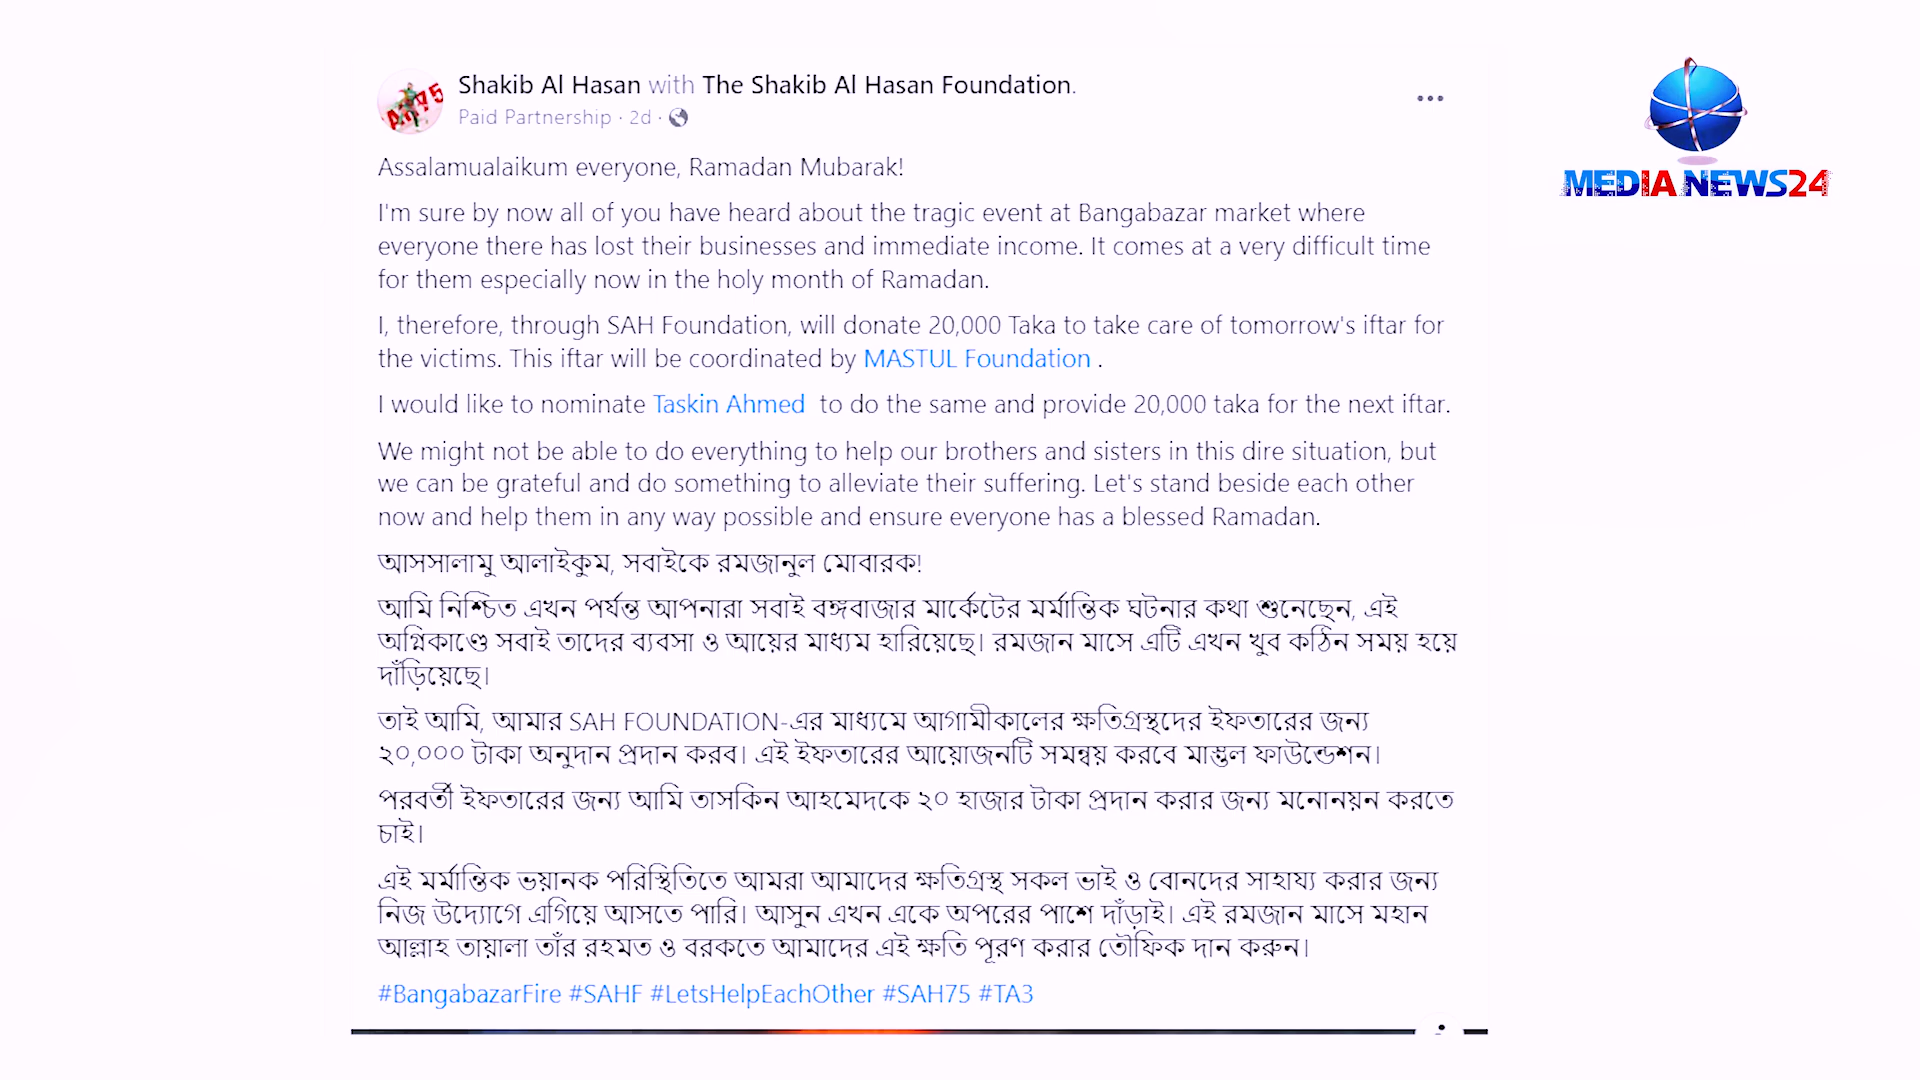 Shakib Al Hasan with The Shakib Al Hasan Foundation.
Paid Partnership · 2d ·
MEDIA NEWS24
Assalamualaikum everyone, Ramadan Mubarak!
I'm sure by now all of you have heard about the tragic event at Bangabazar market where
everyone there has lost their businesses and immediate income. It comes at a very difficult time
for them especially now in the holy month of Ramadan.
I, therefore, through SAH Foundation, will donate 20,000 Taka to take care of tomorrow's iftar for
the victims. This iftar will be coordinated by MASTUL Foundation .
I would like to nominate Taskin Ahmed to do the same and provide 20,000 taka for the next iftar.
We might not be able to do everything to help our brothers and sisters in this dire situation, but
we can be grateful and do something to alleviate their suffering. Let's stand beside each other
now and help them in any way possible and ensure everyone has a blessed Ramadan.
আসসালামু আলাইকুম, সবাইকে রমজানুল মোবারক!
আমি নিশ্চিত এখন পর্যন্ত আপনারা সবাই বঙ্গবাজার মার্কেটের মর্মান্তিক ঘটনার কথা শুনেছেন, এই
অগ্নিকাণ্ডে সবাই তাদের ব্যবসা ও আয়ের মাধ্যম হারিয়েছে। রমজান মাসে এটি এখন খুব কঠিন সময় হয়ে
দাঁড়িয়েছে।
তাই আমি, আমার SAH FOUNDATION-এর মাধ্যমে আগামীকালের ক্ষতিগ্রস্থদের ইফতারের জন্য
২০,০০০ টাকা অনুদান প্রদান করব। এই ইফতারের আয়োজনটি সমন্বয় করবে মাস্তুল ফাউন্ডেশন।
পরবর্তী ইফতারের জন্য আমি তাসকিন আহমেদকে ২০ হাজার টাকা প্রদান করার জন্য মনোনয়ন করতে
চাই।
এই মর্মান্তিক ভয়ানক পরিস্থিতিতে আমরা আমাদের ক্ষতিগ্রস্থ সকল ভাই ও বোনদের সাহায্য করার জন্য
নিজ উদ্যোগে এগিয়ে আসতে পারি। আসুন এখন একে অপরের পাশে দাঁড়াই। এই রমজান মাসে মহান
আল্লাহ তায়ালা তাঁর রহমত ও বরকতে আমাদের এই ক্ষতি পূরণ করার তৌফিক দান করুন।
#BangabazarFire #SAHF #LetsHelpEachOther #SAH75 #TA3